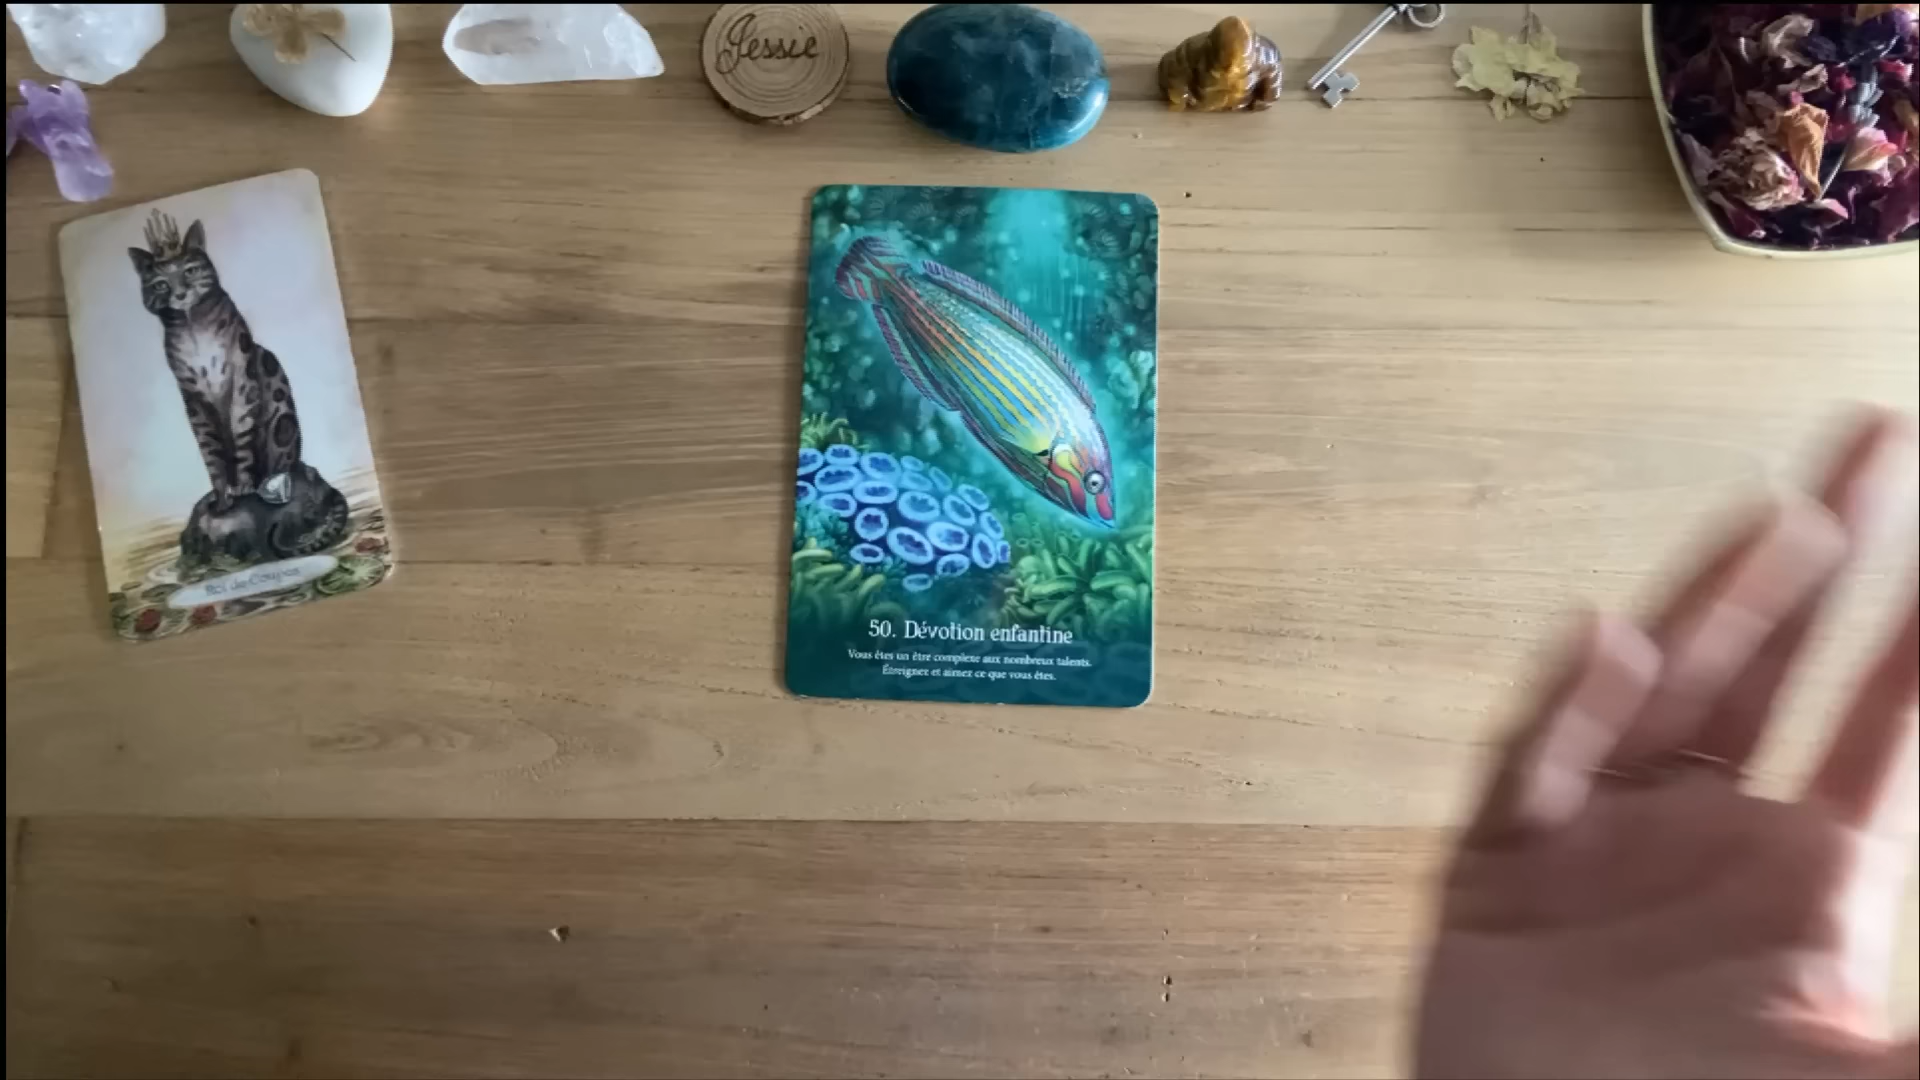 Jessie
Roi de Coupes
50. Dévotion enfantine
Vous êtes un être complexe aux nombreux talents.
Étreignez et aimez ce que vous êtes.